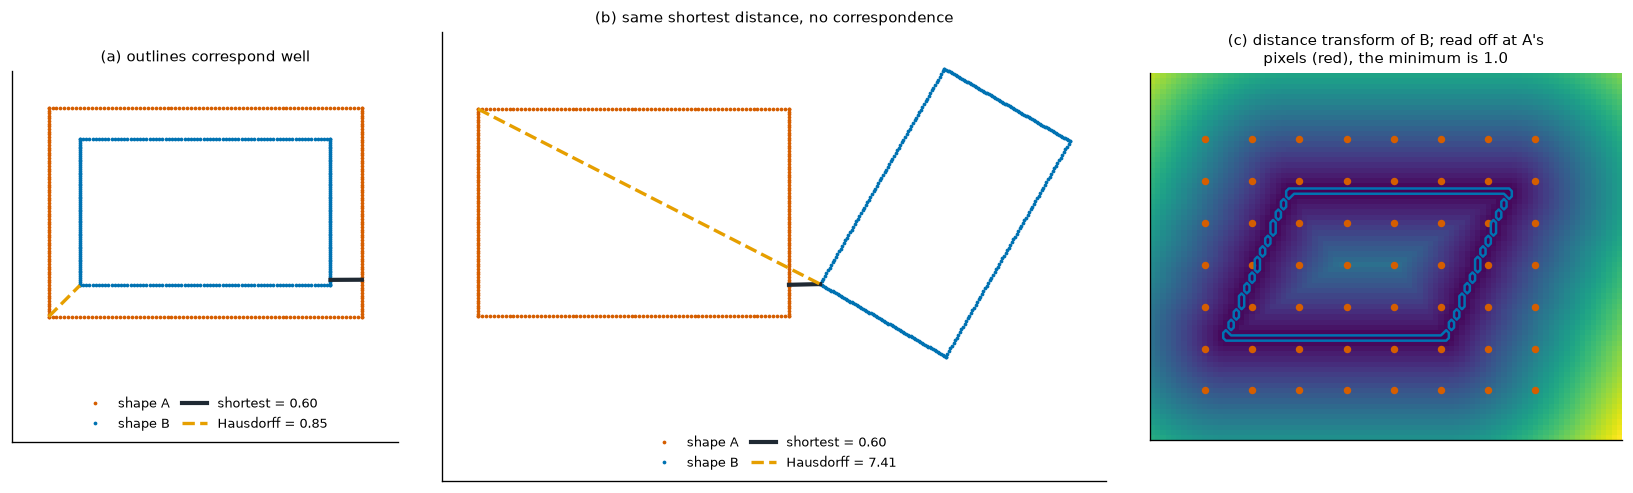 (a) outlines correspond well
shape A
shape B
shortest = 0.60
Hausdorff = 0.85
(b) same shortest distance, no correspondence
shape A
shape B
shortest = 0.60
Hausdorff = 7.41
(c) distance transform of B; read off at A's
pixels (red), the minimum is 1.0